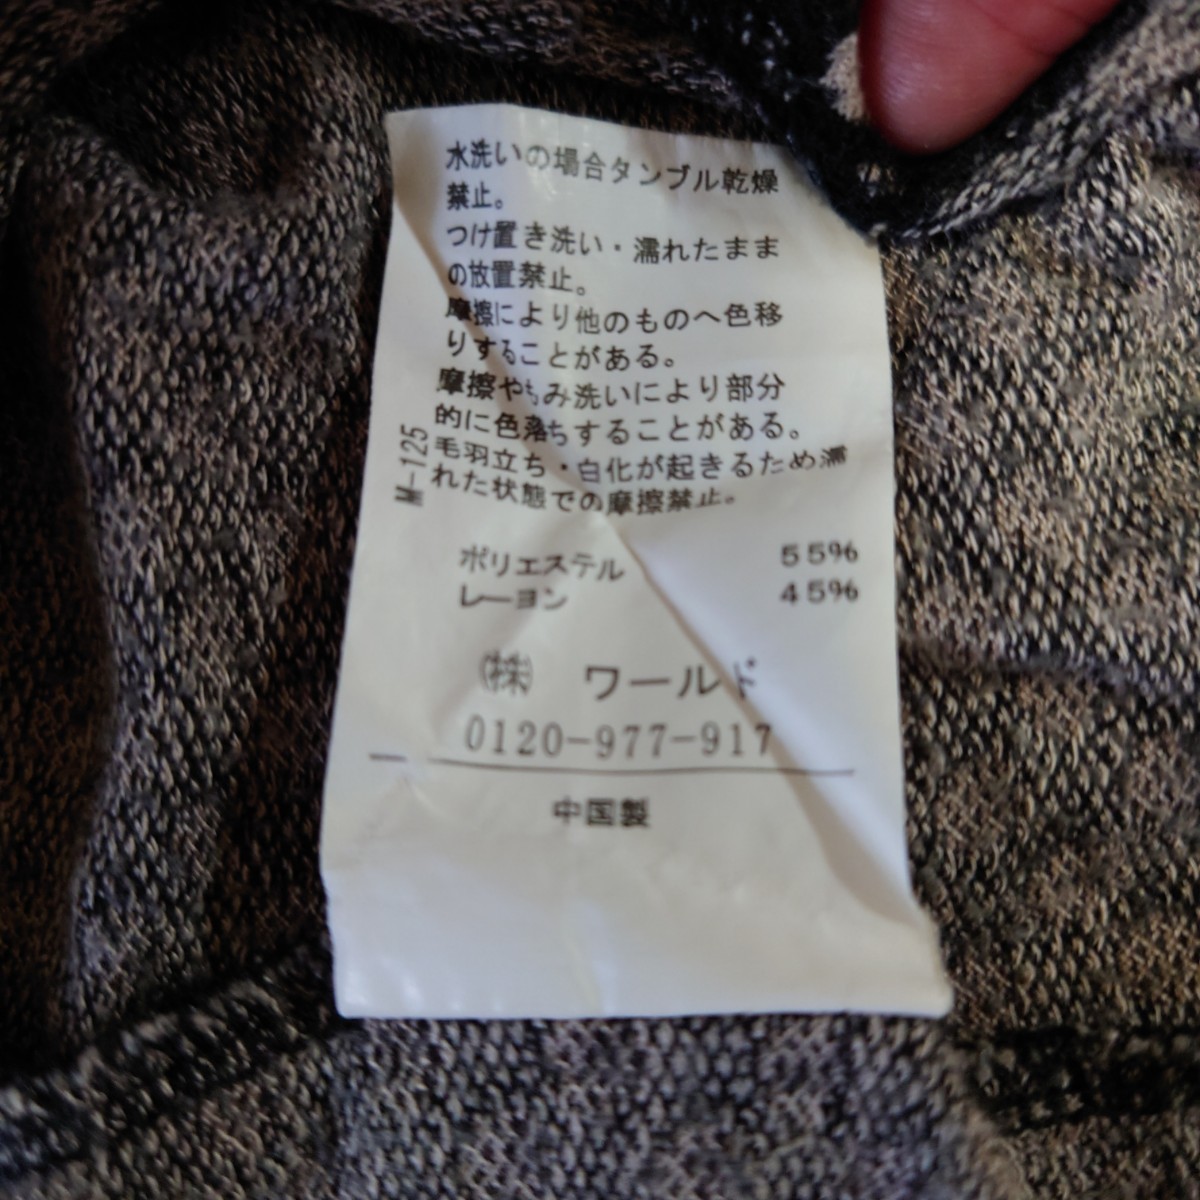 水洗いの場合タンブル乾燥
禁止。
つけ置き洗い・濡れたまま
の放置禁止。
摩擦により他のものへ色移
りすることがある。
摩擦やもみ洗いにより部分
的に色落ちすることがある。
毛羽立ち・白化が起きるため濡
れた状態での摩擦禁止。
M-125
ポリエステル 55%
レーヨン 45%
㈱ ワールド
0120-977-917
中国製